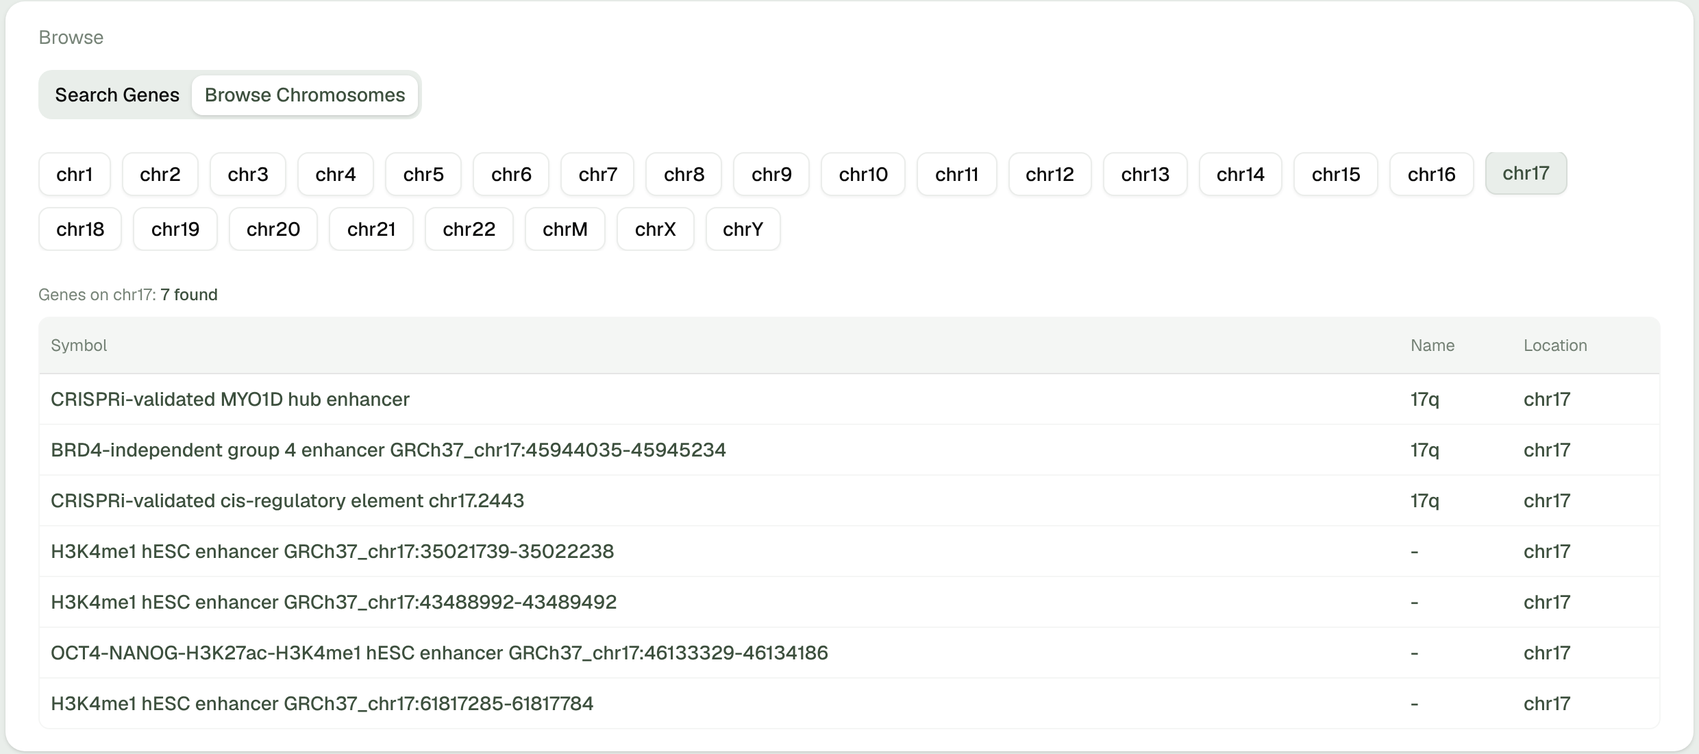 Browse
Search Genes Browse Chromosomes
chr1 chr2 chr3 chr4 chr5 chr6 chr7 chr8 chr9 chr10 chr11 chr12 chr13 chr14 chr15 chr16 chr17
chr18 chr19 chr20 chr21 chr22 chrM chrX chrY
Genes on chr17: 7 found
Symbol Name Location
CRISPRi-validated MYO1D hub enhancer 17q chr17
BRD4-independent group 4 enhancer GRCh37_chr17:45944035-45945234 17q chr17
CRISPRi-validated cis-regulatory element chr17.2443 17q chr17
H3K4me1 hESC enhancer GRCh37_chr17:35021739-35022238 - chr17
H3K4me1 hESC enhancer GRCh37_chr17:43488992-43489492 - chr17
OCT4-NANOG-H3K27ac-H3K4me1 hESC enhancer GRCh37_chr17:46133329-46134186 - chr17
H3K4me1 hESC enhancer GRCh37_chr17:61817285-61817784 - chr17